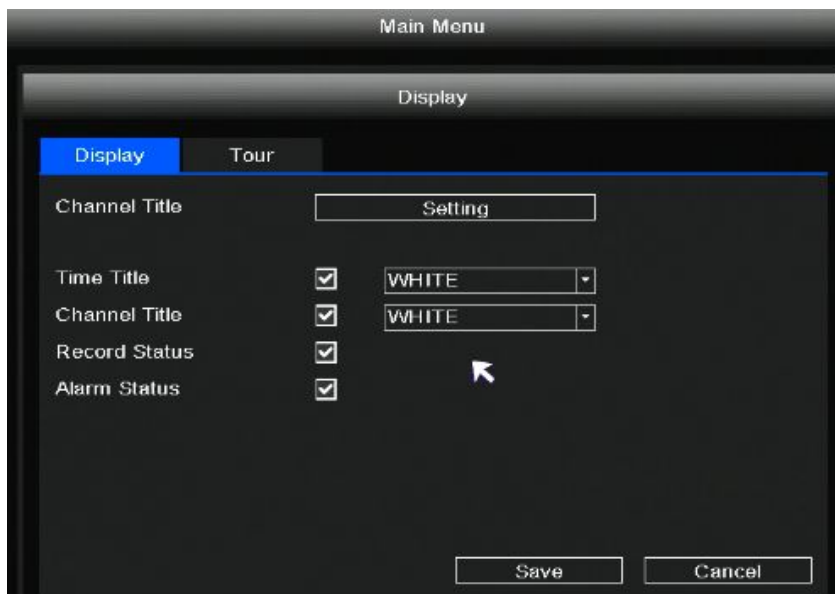 Main Menu
Display
Display Tour
Channel Title Setting
Time Title WHITE
Channel Title WHITE
Record Status
Alarm Status
Save Cancel